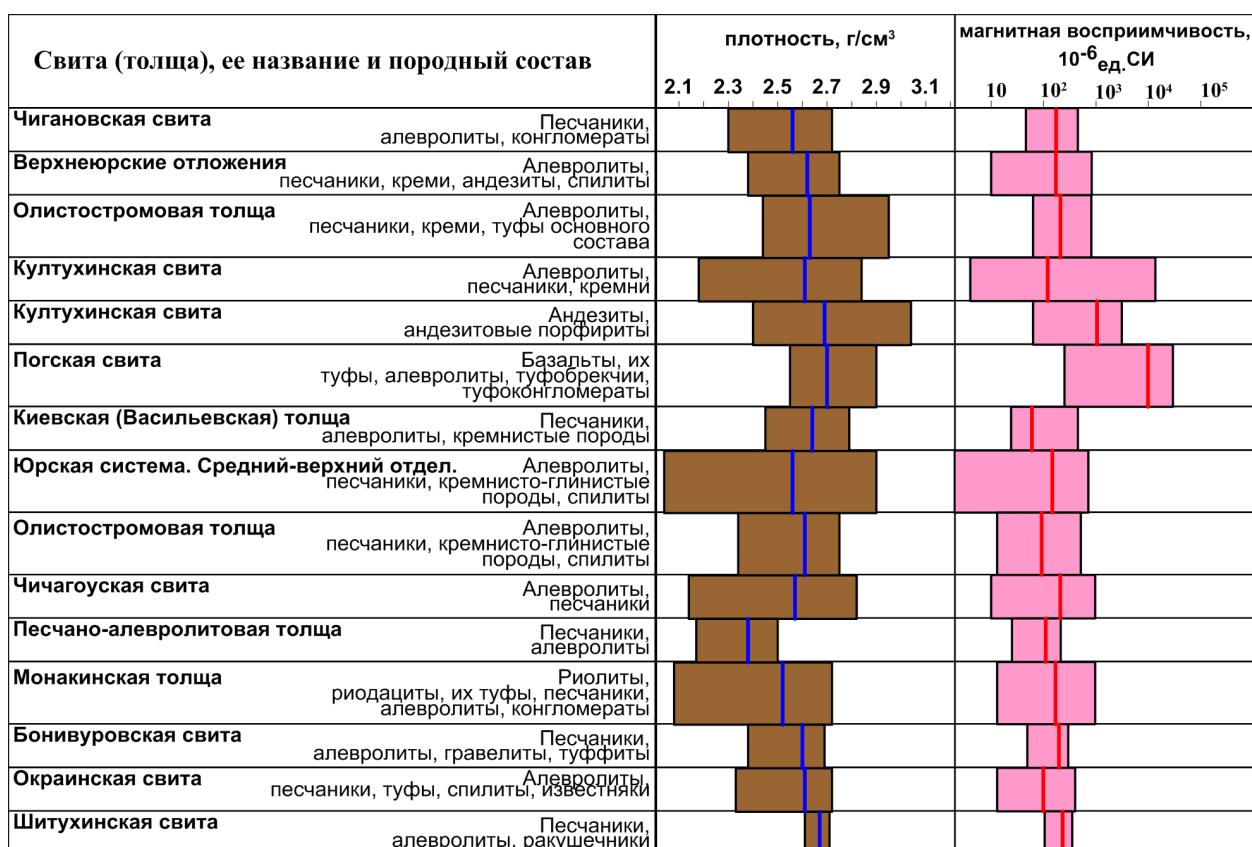 Свита (толща), ее название и породный состав
плотность, г/см³
2.1 2.3 2.5 2.7 2.9 3.1
магнитная восприимчивость,
10⁻⁶ ед.СИ
10 10² 10³ 10⁴ 10⁵
Чигановская свита Песчаники,
алевролиты, конгломераты
Верхнеюрские отложения Алевролиты,
песчаники, креми, андезиты, спилиты
Олистостромовая толща Алевролиты,
песчаники, креми, туфы основного
состава
Култухинская свита Алевролиты,
песчаники, кремни
Култухинская свита Андезиты,
андезитовые порфириты
Погская свита Базальты, их
туфы, алевролиты, туфобрекчии,
туфоконгломераты
Киевская (Васильевская) толща Песчаники,
алевролиты, кремнистые породы
Юрская система. Средний-верхний отдел. Алевролиты,
песчаники, кремнисто-глинистые
породы, спилиты
Олистостромовая толща Алевролиты,
песчаники, кремнисто-глинистые
породы, спилиты
Чичагоуская свита Алевролиты,
песчаники
Песчано-алевролитовая толща Песчаники,
алевролиты
Монакинская толща Риолиты,
риодациты, их туфы, песчаники,
алевролиты, конгломераты
Бонивуровская свита Песчаники,
алевролиты, гравелиты, туффиты
Окраинская свита Алевролиты,
песчаники, туфы, спилиты, известняки
Шитухинская свита Песчаники,
алевролиты, ракушечники